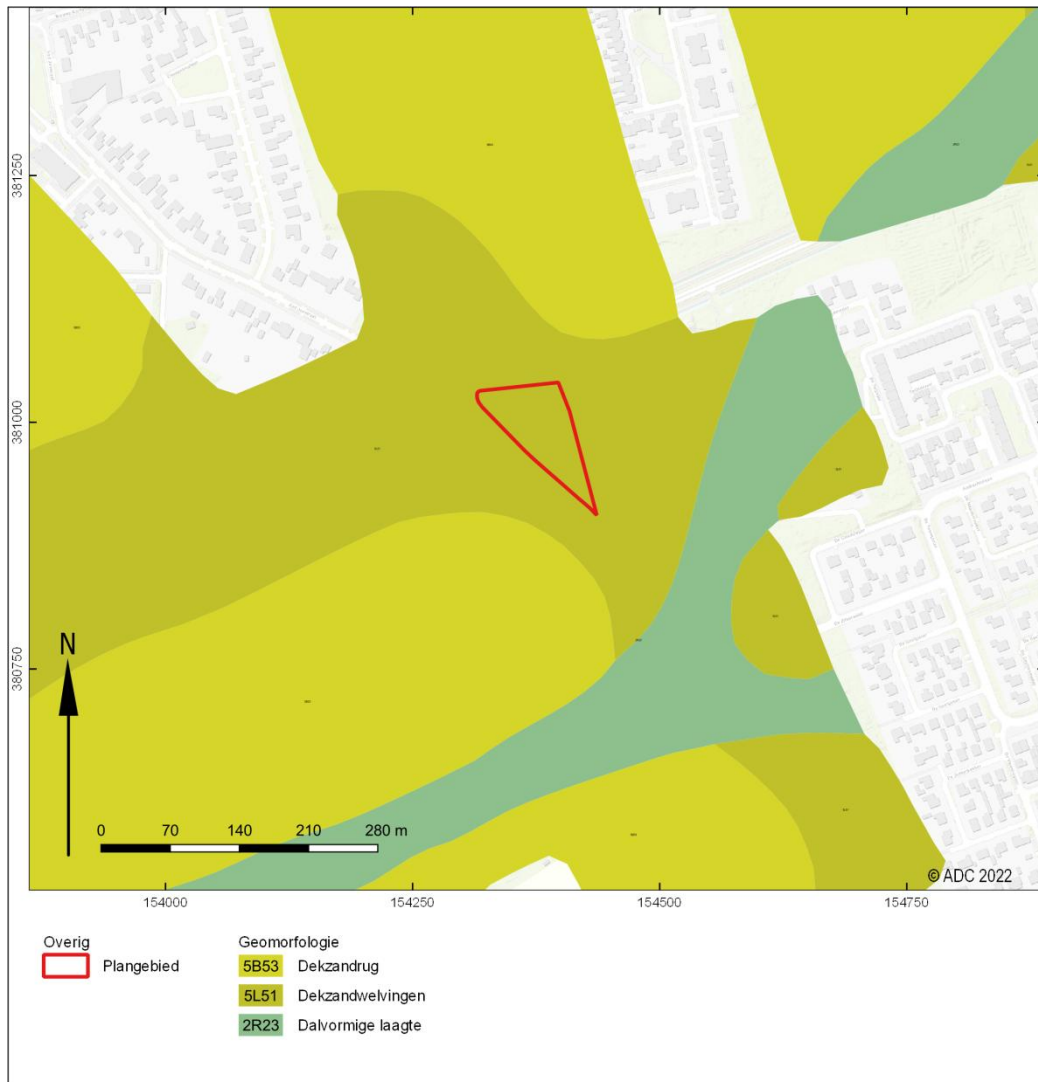 381250
381000
380750
N
0 70 140 210 280 m
© ADC 2022
154000 154250 154500 154750
Overig
Plangebied
Geomorfologie
5B53 Dekzandrug
5L51 Dekzandwelvingen
2R23 Dalvormige laagte